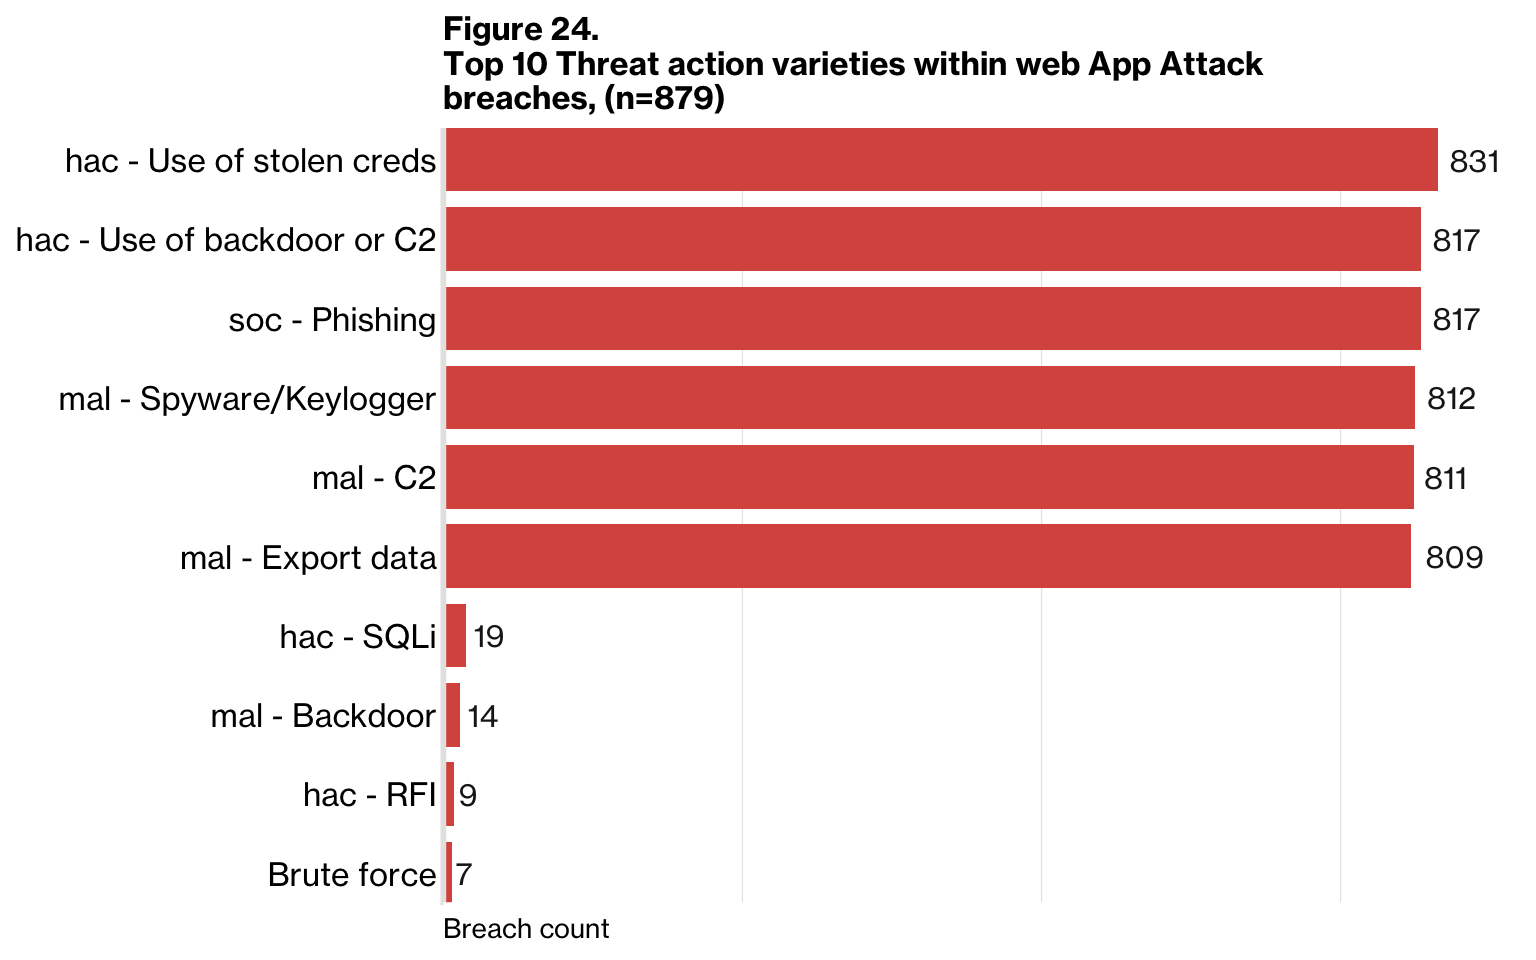 Figure 24.
Top 10 Threat action varieties within web App Attack
breaches, (n=879)
hac - Use of stolen creds 831
hac - Use of backdoor or C2 817
soc - Phishing 817
mal - Spyware/Keylogger 812
mal - C2 811
mal - Export data 809
hac - SQLi 19
mal - Backdoor 14
hac - RFI 9
Brute force 7
Breach count